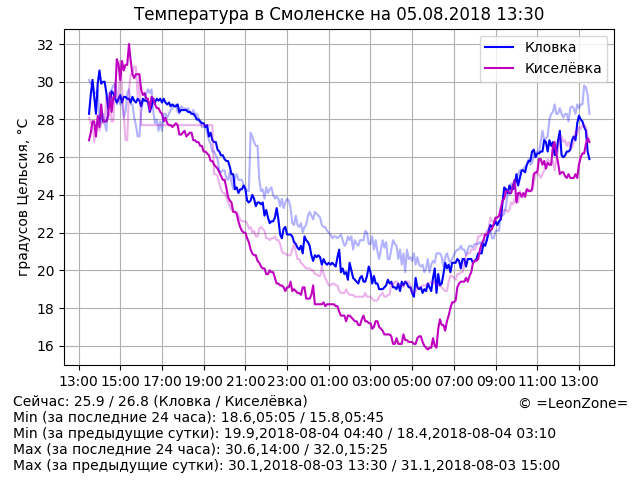 Температура в Смоленске на 05.08.2018 13:30
Кловка
Киселёвка
градусов Цельсия, °C
32
30
28
26
24
22
20
18
16
13:00 15:00 17:00 19:00 21:00 23:00 01:00 03:00 05:00 07:00 09:00 11:00 13:00
Сейчас: 25.9 / 26.8 (Кловка / Киселёвка)
© =LeonZone=
Min (за последние 24 часа): 18.6,05:05 / 15.8,05:45
Min (за предыдущие сутки): 19.9,2018-08-04 04:40 / 18.4,2018-08-04 03:10
Max (за последние 24 часа): 30.6,14:00 / 32.0,15:25
Max (за предыдущие сутки): 30.1,2018-08-03 13:30 / 31.1,2018-08-03 15:00